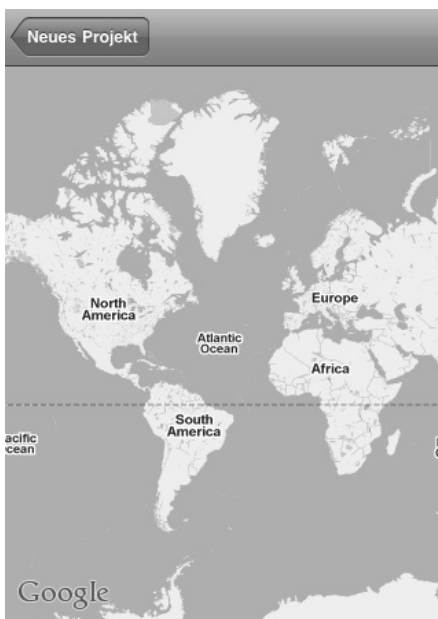 Neues Projekt
North
America
Europe
Atlantic
Ocean
Africa
South
America
acific
cean
Google